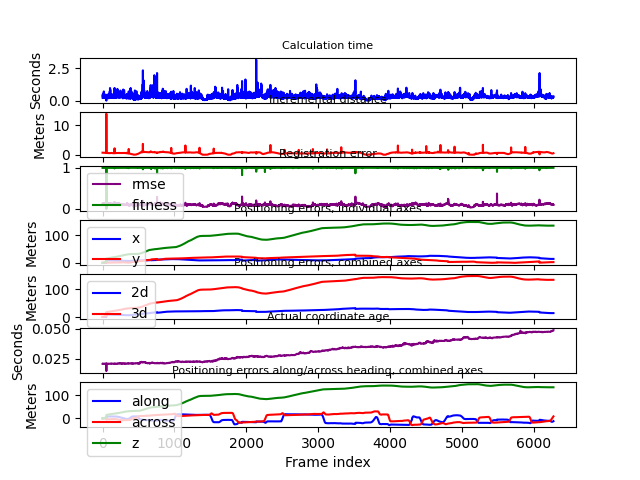 Calculation time
Seconds
2.5
0.0
Incremental distance
Meters
10
0
Registration error
1
0
rmse
fitness
Positioning errors, individual axes
Meters
100
0
x
y
Positioning errors, combined axes
Meters
100
0
2d
3d
Actual coordinate age
Seconds
0.050
0.025
Positioning errors along/across heading, combined axes
Meters
100
0
along
across
z
0 1000 2000 3000 4000 5000 6000
Frame index